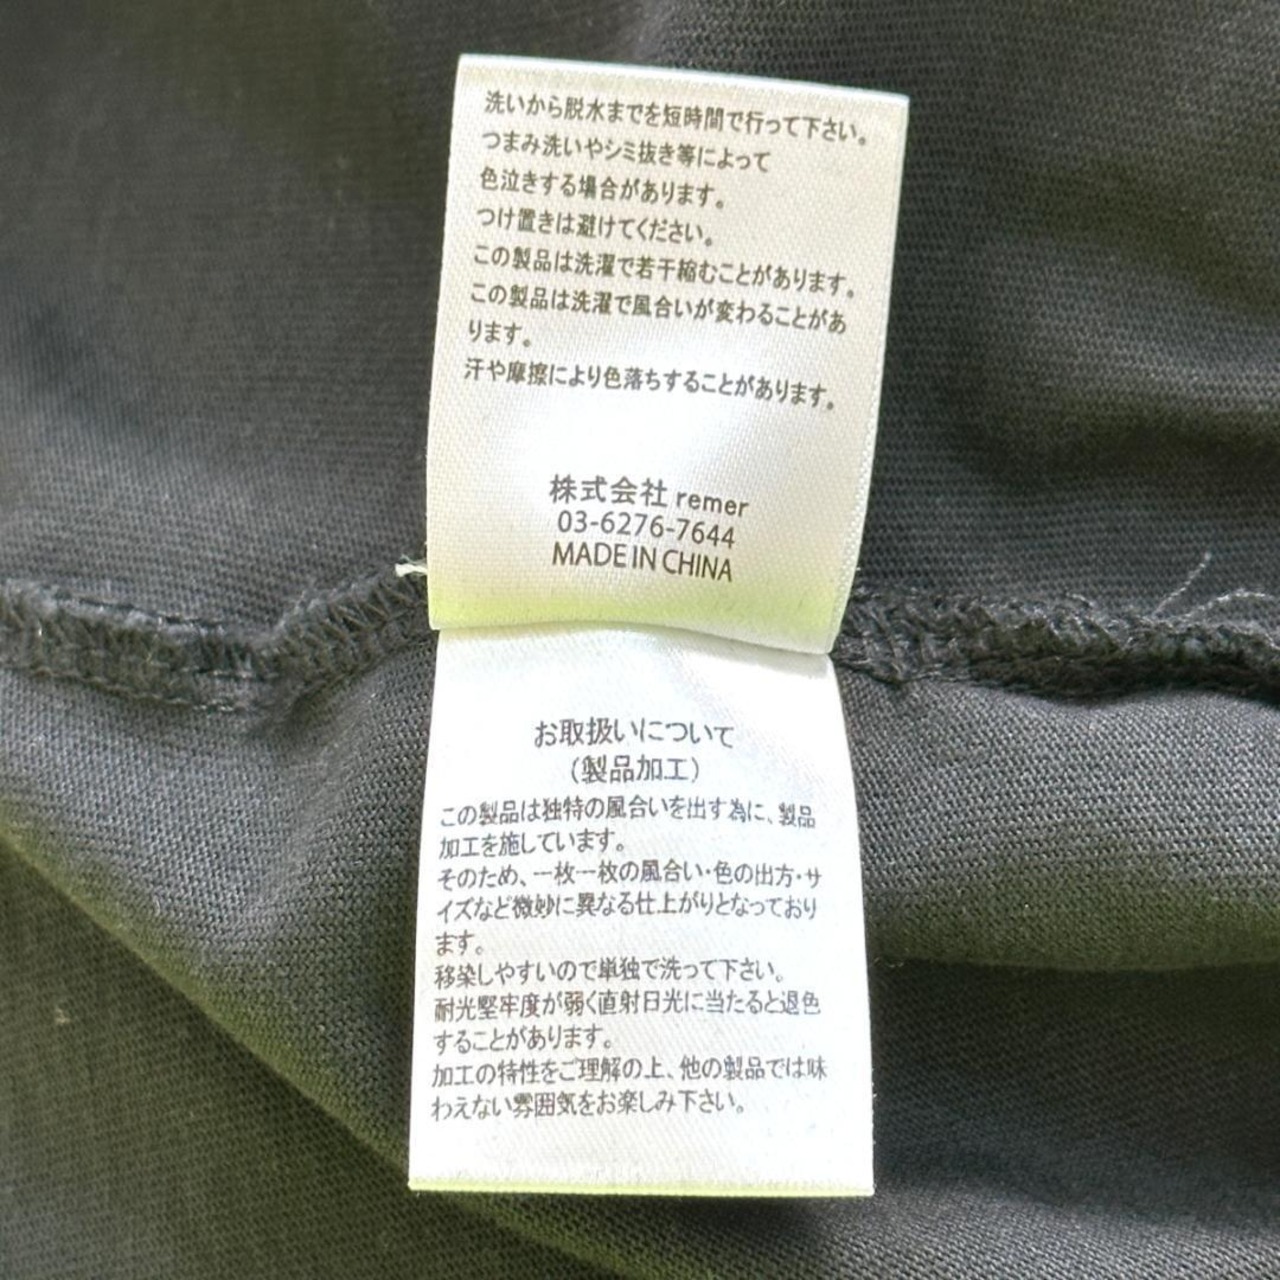 洗いから脱水までを短時間で行って下さい。
つまみ洗いやシミ抜き等によって
色泣きする場合があります。
つけ置きは避けてください。
この製品は洗濯で若干縮むことがあります。
この製品は洗濯で風合いが変わることがあ
ります。
汗や摩擦により色落ちすることがあります。
株式会社 remer
03-6276-7644
MADE IN CHINA
お取扱いについて
（製品加工）
この製品は独特の風合いを出す為に、製品
加工を施しています。
そのため、一枚一枚の風合い・色の出方・サ
イズなど微妙に異なる仕上がりとなっており
ます。
移染しやすいので単独で洗って下さい。
耐光堅牢度が弱く直射日光に当たると退色
することがあります。
加工の特性をご理解の上、他の製品では味
わえない雰囲気をお楽しみ下さい。